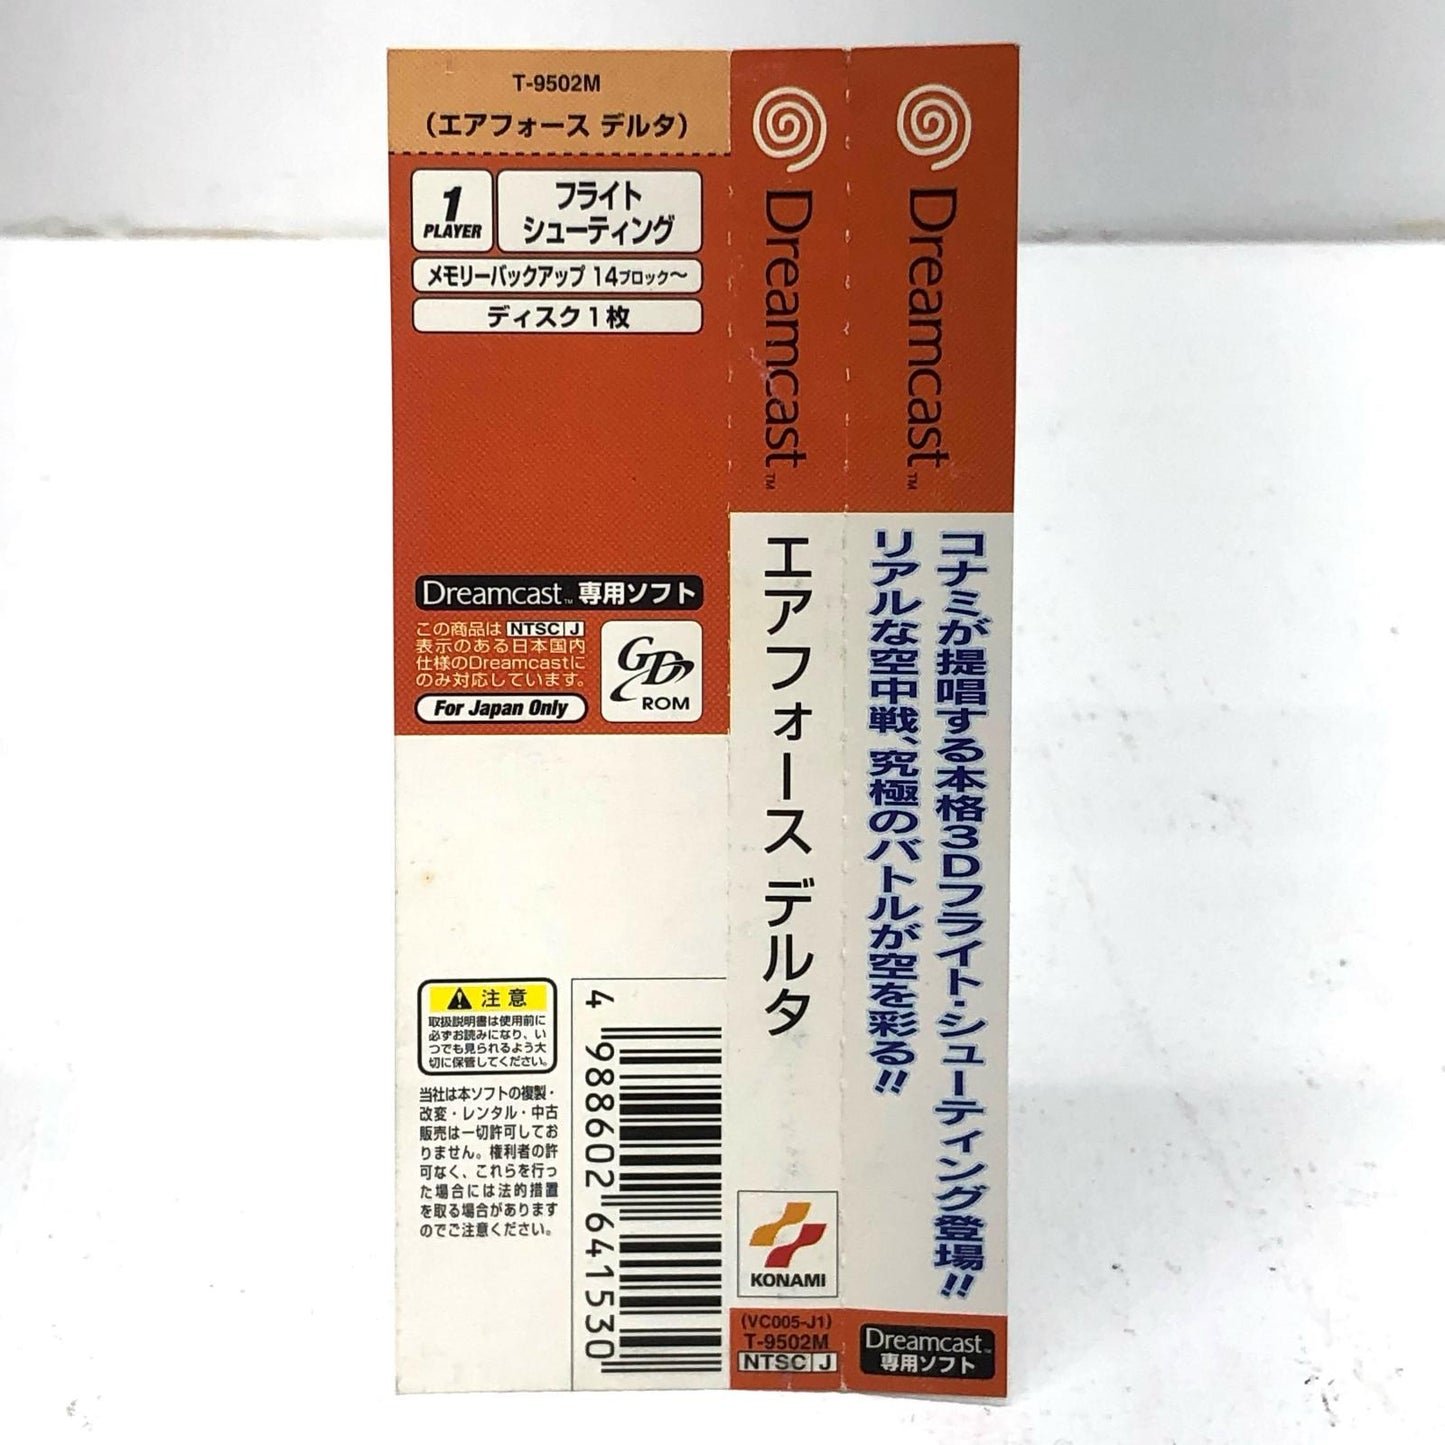 T-9502M
(エアフォース デルタ)
1
PLAYER
フライト
シューティング
メモリーバックアップ 14ブロック〜
ディスク1枚
Dreamcast™ 専用ソフト
この商品は NTSC J
表示のある日本国内
仕様のDreamcastに
のみ対応しています。
For Japan Only
GD
ROM
注意
取扱説明書は使用前に
必ずお読みになり、い
つでも見られるよう大
切に保管してください。
当社は本ソフトの複製・
改変・レンタル・中古
販売は一切許可してお
りません。権利者の許
可なく、これらを行っ
た場合には法的措置
を取る場合があります
のでご注意ください。
4 988602 641530
Dreamcast™
エアフォース デルタ
KONAMI
(VC005-J1)
T-9502M
NTSC J
Dreamcast™
コナミが提唱する本格3Dフライト・シューティング登場!!
リアルな空中戦、究極のバトルが空を彩る!!
Dreamcast™
専用ソフト